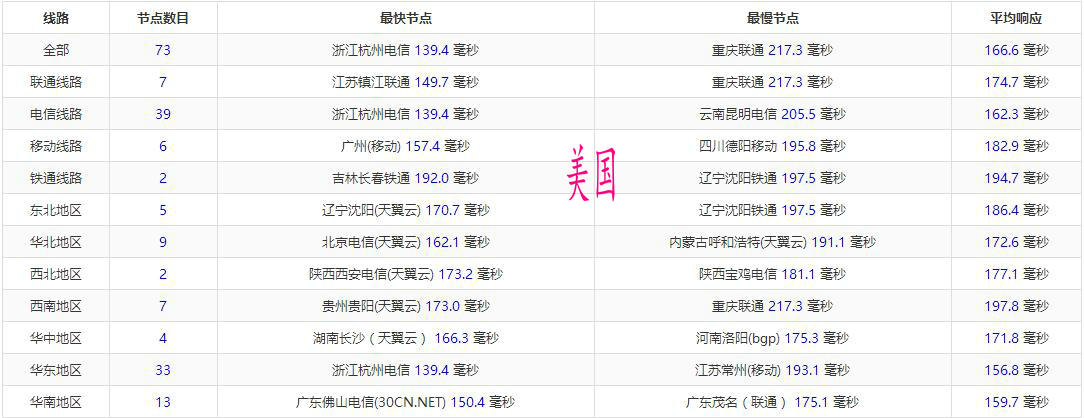 线路 节点数目 最快节点 最慢节点 平均响应
全部 73 浙江杭州电信 139.4 毫秒 重庆联通 217.3 毫秒 166.6 毫秒
联通线路 7 江苏镇江联通 149.7 毫秒 重庆联通 217.3 毫秒 174.7 毫秒
电信线路 39 浙江杭州电信 139.4 毫秒 云南昆明电信 205.5 毫秒 162.3 毫秒
移动线路 6 广州(移动) 157.4 毫秒 四川德阳移动 195.8 毫秒 182.9 毫秒
美国
铁通线路 2 吉林长春铁通 192.0 毫秒 辽宁沈阳铁通 197.5 毫秒 194.7 毫秒
东北地区 5 辽宁沈阳(天翼云) 170.7 毫秒 辽宁沈阳铁通 197.5 毫秒 186.4 毫秒
华北地区 9 北京电信(天翼云) 162.1 毫秒 内蒙古呼和浩特(天翼云) 191.1 毫秒 172.6 毫秒
西北地区 2 陕西西安电信(天翼云) 173.2 毫秒 陕西宝鸡电信 181.1 毫秒 177.1 毫秒
西南地区 7 贵州贵阳(天翼云) 173.0 毫秒 重庆联通 217.3 毫秒 197.8 毫秒
华中地区 4 湖南长沙（天翼云） 166.3 毫秒 河南洛阳(bgp) 175.3 毫秒 171.8 毫秒
华东地区 33 浙江杭州电信 139.4 毫秒 江苏常州(移动) 193.1 毫秒 156.8 毫秒
华南地区 13 广东佛山电信(30CN.NET) 150.4 毫秒 广东茂名（联通） 175.1 毫秒 159.7 毫秒